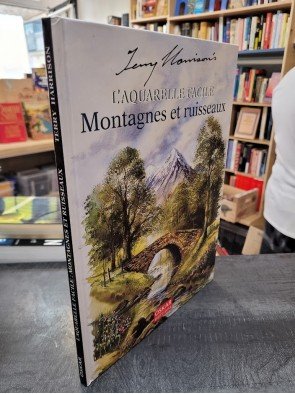 Terry Harrison's
L'AQUARELLE FACILE
Montagnes et ruisseaux
TERRY HARRISON
L'AQUARELLE FACILE : MONTAGNES ET RUISSEAUX